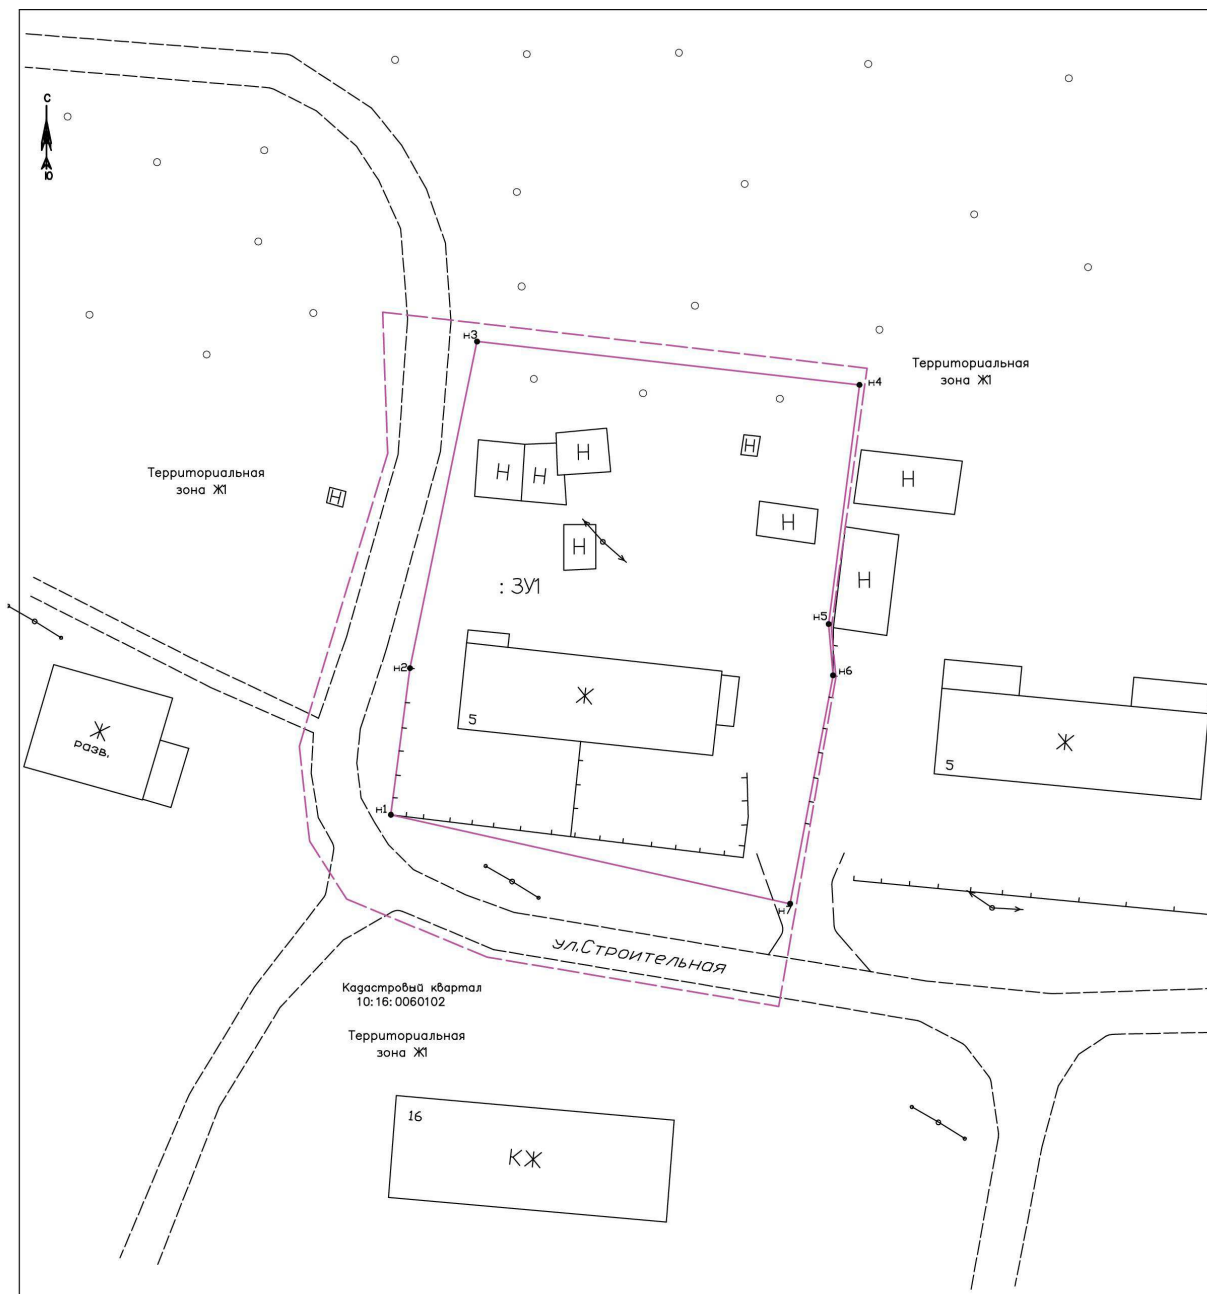 С
Ю
н3
н4
Территориальная
зона Ж1
Н
Н
Н
Н
Н
Территориальная
зона Ж1
Н
Н
Н
Н
: ЗУ1
Н
н5
н2
н6
Ж
5
Ж
разв.
Ж
5
н1
н7
ул.Строительная
Кадастровый квартал
10:16:0060102
Территориальная
зона Ж1
16
КЖ